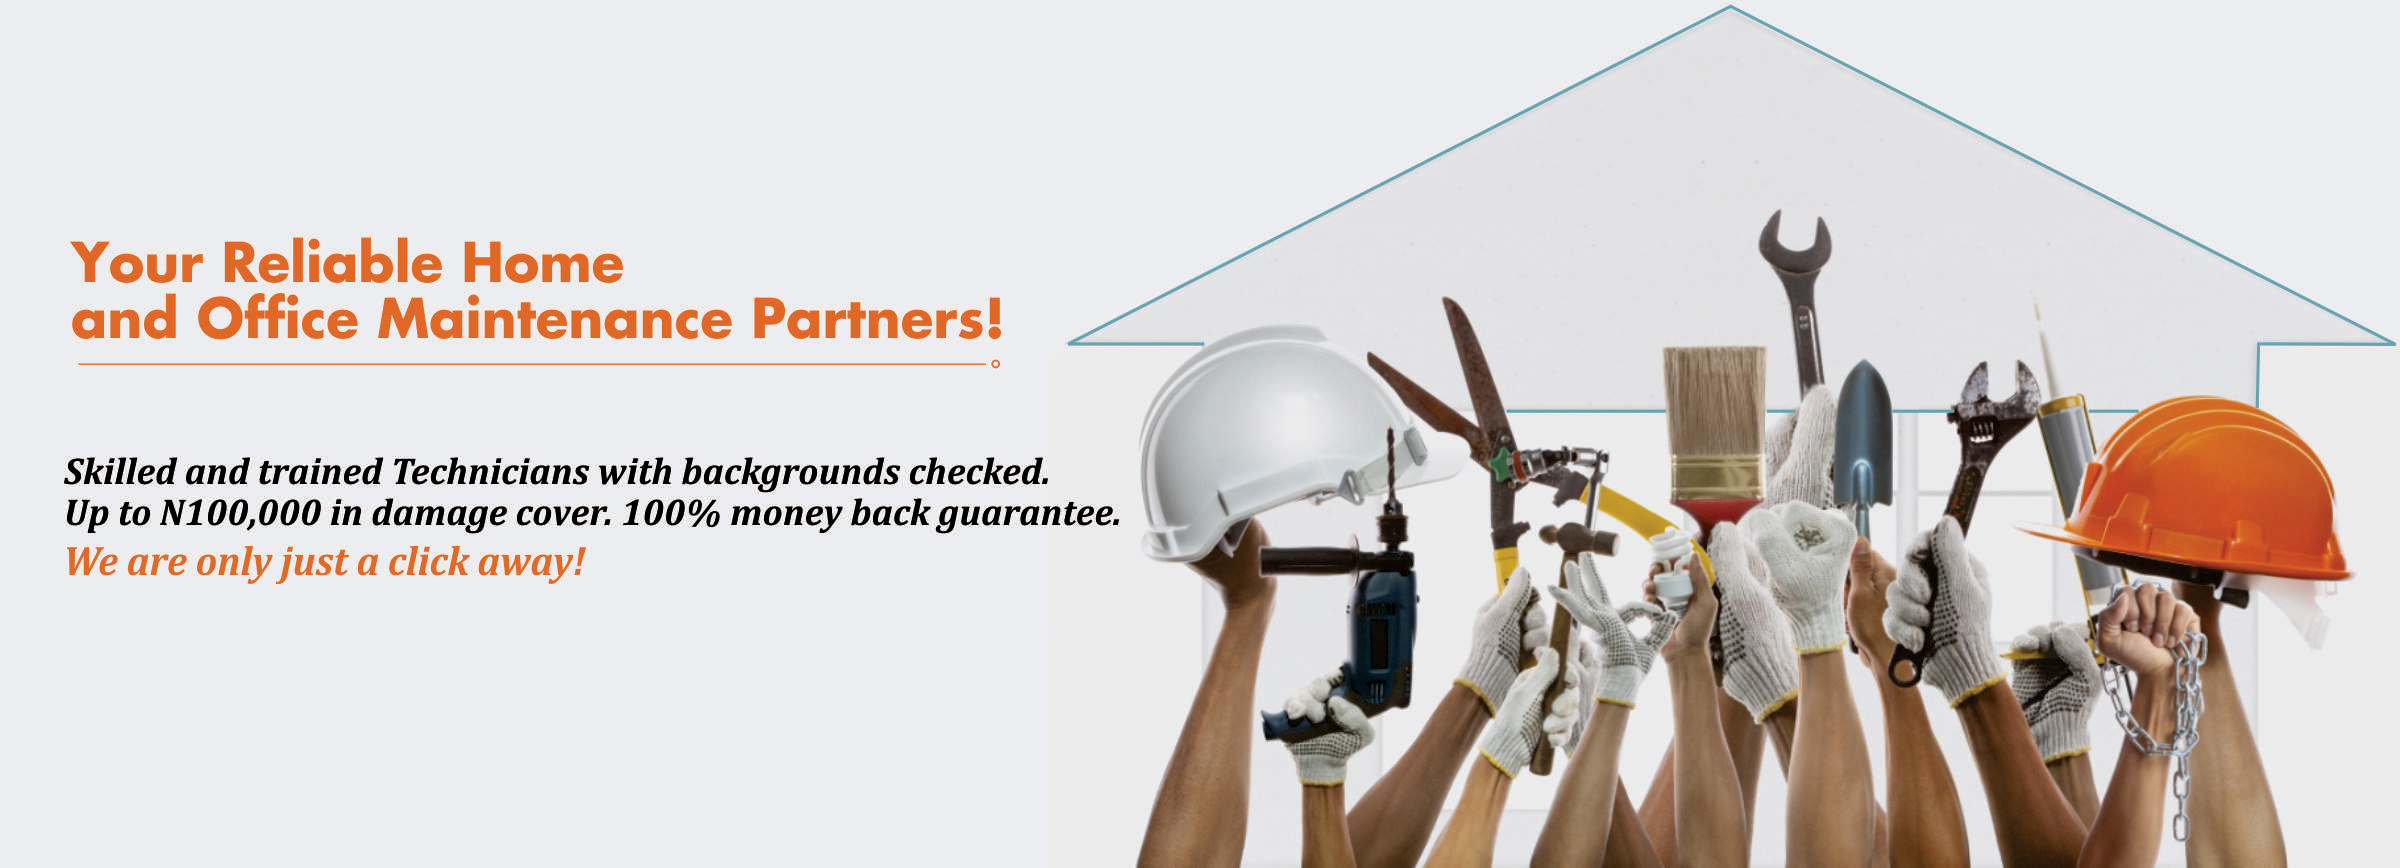 Your Reliable Home
and Office Maintenance Partners!
Skilled and trained Technicians with backgrounds checked.
Up to N100,000 in damage cover. 100% money back guarantee.
We are only just a click away!